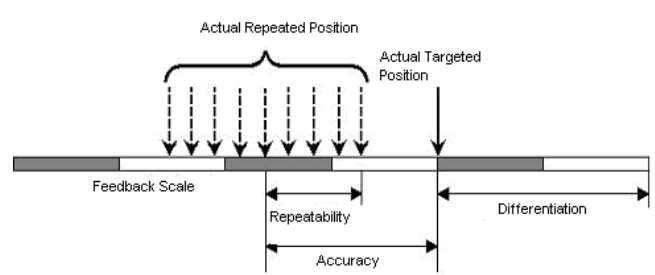 Actual Repeated Position
Actual Targeted
Position
Feedback Scale
Repeatability
Differentiation
Accuracy